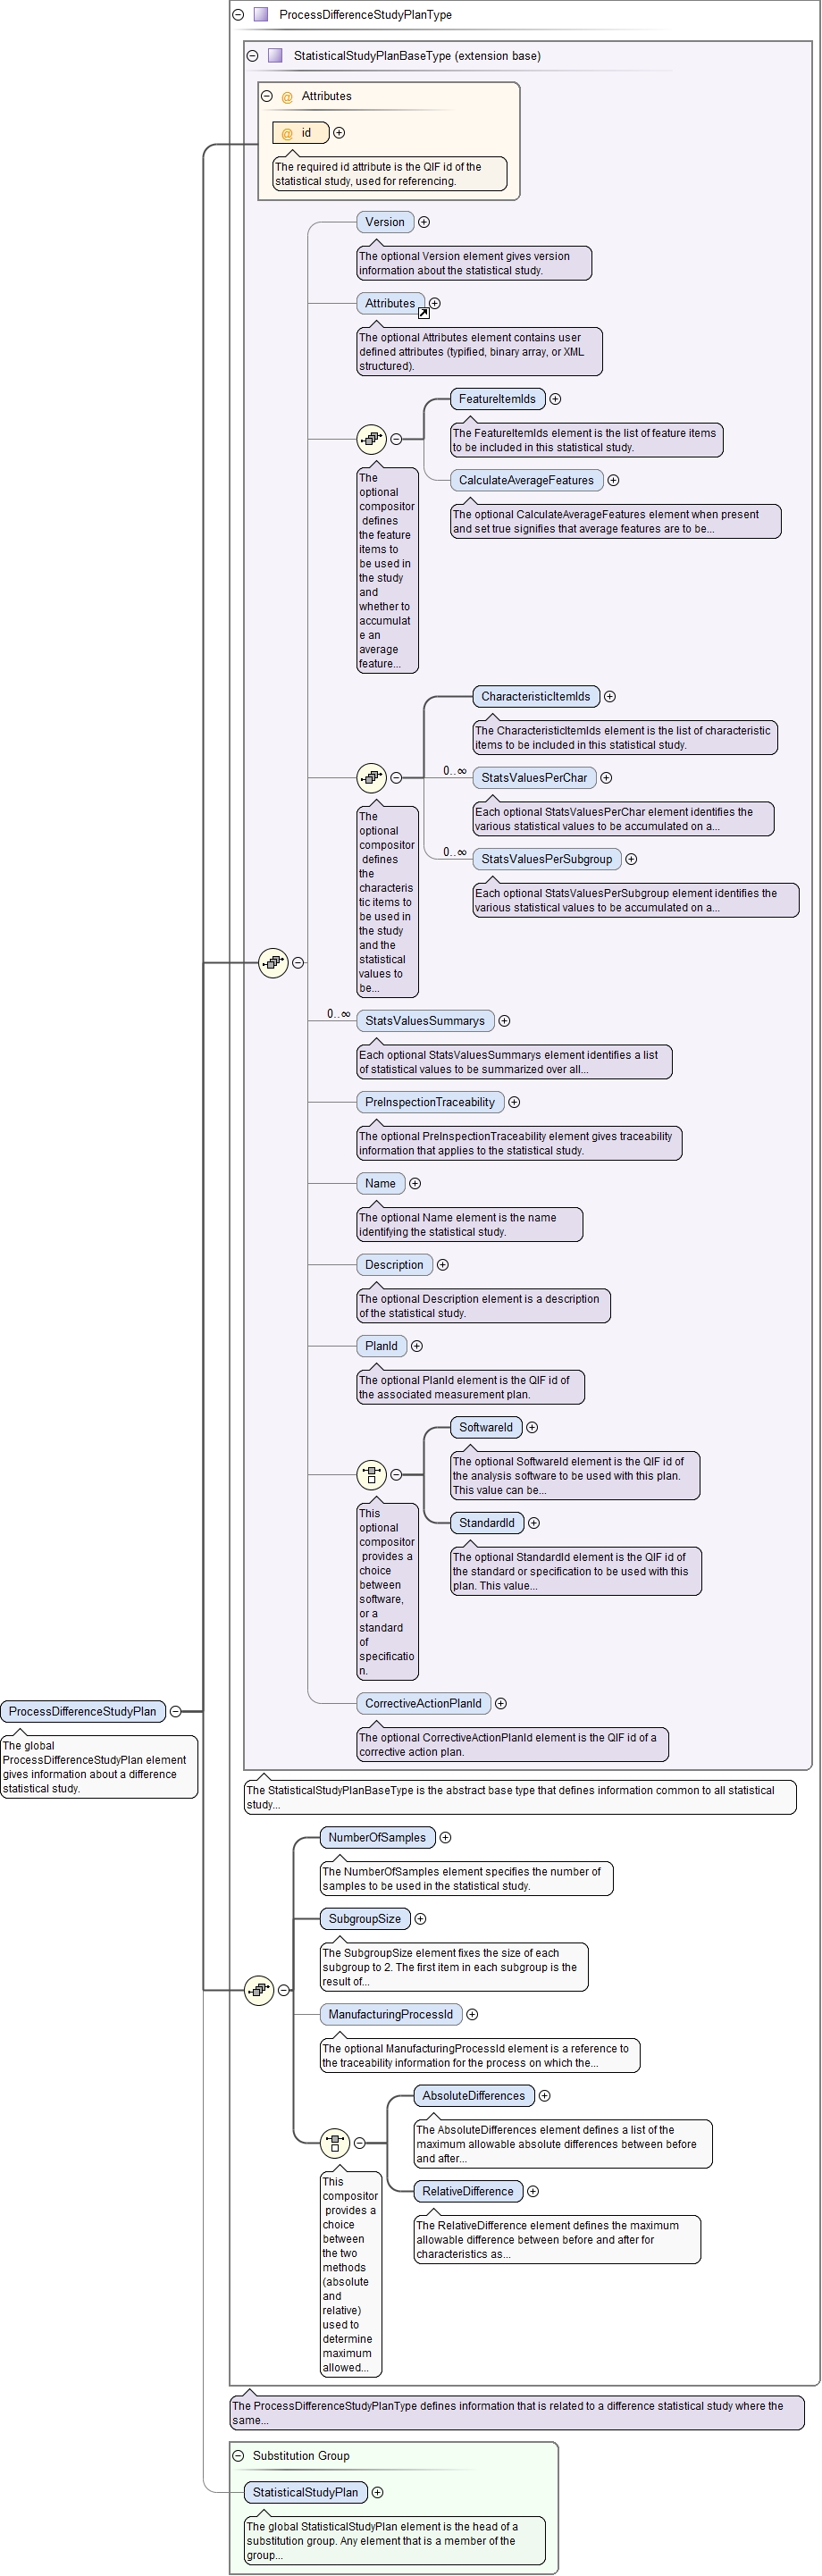 ProcessDifferenceStudyPlanType
StatisticalStudyPlanBaseType (extension base)
@ Attributes
@ id
The required id attribute is the QIF id of the
statistical study, used for referencing.
Version
The optional Version element gives version
information about the statistical study.
Attributes
The optional Attributes element contains user
defined attributes (typified, binary array, or XML
structured).
FeatureItemIds
The FeatureItemIds element is the list of feature items
to be included in this statistical study.
CalculateAverageFeatures
The optional CalculateAverageFeatures element when present
and set true signifies that average features are to be...
The
optional
compositor
defines
the feature
items to
be used in
the study
and
whether to
accumulat
e an
average
feature...
CharacteristicItemIds
The CharacteristicItemIds element is the list of characteristic
items to be included in this statistical study.
0..∞
StatsValuesPerChar
Each optional StatsValuesPerChar element identifies the
various statistical values to be accumulated on a...
0..∞
StatsValuesPerSubgroup
Each optional StatsValuesPerSubgroup element identifies the
various statistical values to be accumulated on a...
The
optional
compositor
defines
the
characteris
tic items to
be used in
the study
and the
statistical
values to
be...
0..∞
StatsValuesSummarys
Each optional StatsValuesSummarys element identifies a list
of statistical values to be summarized over all...
PreInspectionTraceability
The optional PreInspectionTraceability element gives traceability
information that applies to the statistical study.
Name
The optional Name element is the name
identifying the statistical study.
Description
The optional Description element is a description
of the statistical study.
PlanId
The optional PlanId element is the QIF id of
the associated measurement plan.
SoftwareId
The optional SoftwareId element is the QIF id of
the analysis software to be used with this plan.
This value can be...
StandardId
The optional StandardId element is the QIF id of
the standard or specification to be used with this
plan. This value...
This
optional
compositor
provides a
choice
between
software,
or a
standard
of
specificatio
n.
CorrectiveActionPlanId
The optional CorrectiveActionPlanId element is the QIF id of a
corrective action plan.
ProcessDifferenceStudyPlan
The global
ProcessDifferenceStudyPlan element
gives information about a difference
statistical study.
The StatisticalStudyPlanBaseType is the abstract base type that defines information common to all statistical
study...
NumberOfSamples
The NumberOfSamples element specifies the number of
samples to be used in the statistical study.
SubgroupSize
The SubgroupSize element fixes the size of each
subgroup to 2. The first item in each subgroup is the
result of...
ManufacturingProcessId
The optional ManufacturingProcessId element is a reference to
the traceability information for the process on which the...
AbsoluteDifferences
The AbsoluteDifferences element defines a list of the
maximum allowable absolute differences between before
and after...
RelativeDifference
The RelativeDifference element defines the maximum
allowable difference between before and after for
characteristics as...
This
compositor
provides a
choice
between
the two
methods
(absolute
and
relative)
used to
determine
maximum
allowed...
The ProcessDifferenceStudyPlanType defines information that is related to a difference statistical study where the
same...
Substitution Group
StatisticalStudyPlan
The global StatisticalStudyPlan element is the head of a
substitution group. Any element that is a member of the
group...